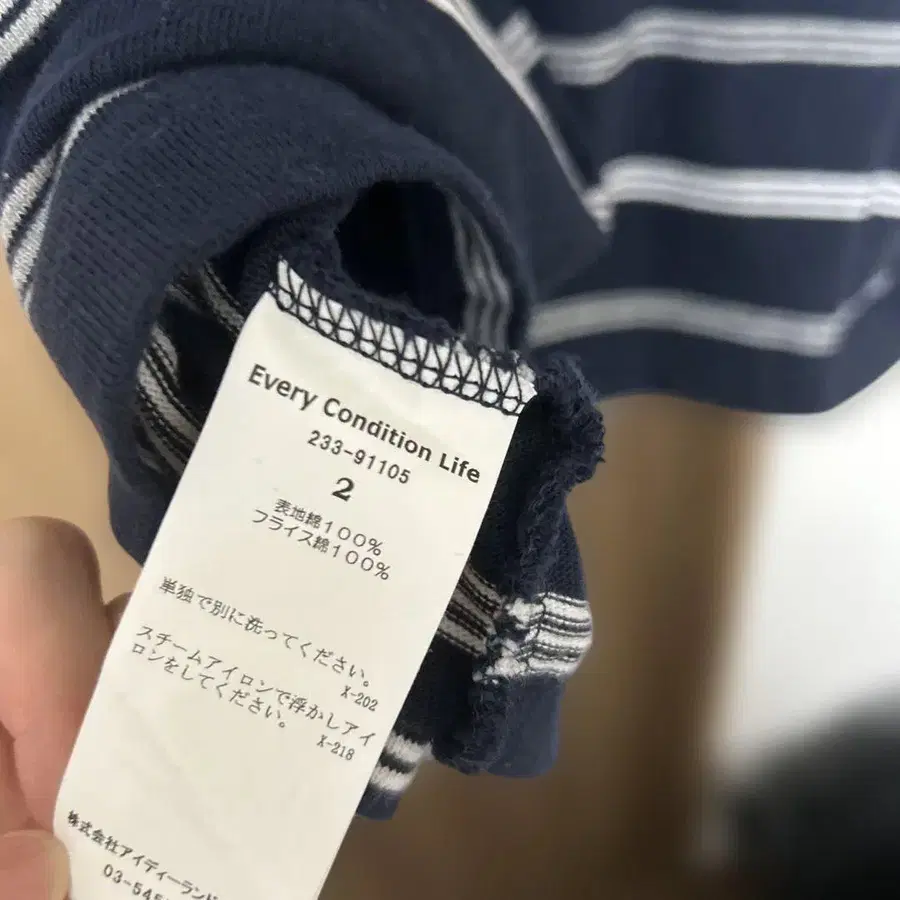 Every Condition Life
233-91105
2
表地綿100%
フライス綿100%
単独で別に洗ってください。
X-202
スチームアイロンで浮かしアイ
ロンをしてください。
X-218
株式会社アイディーランド
03-545